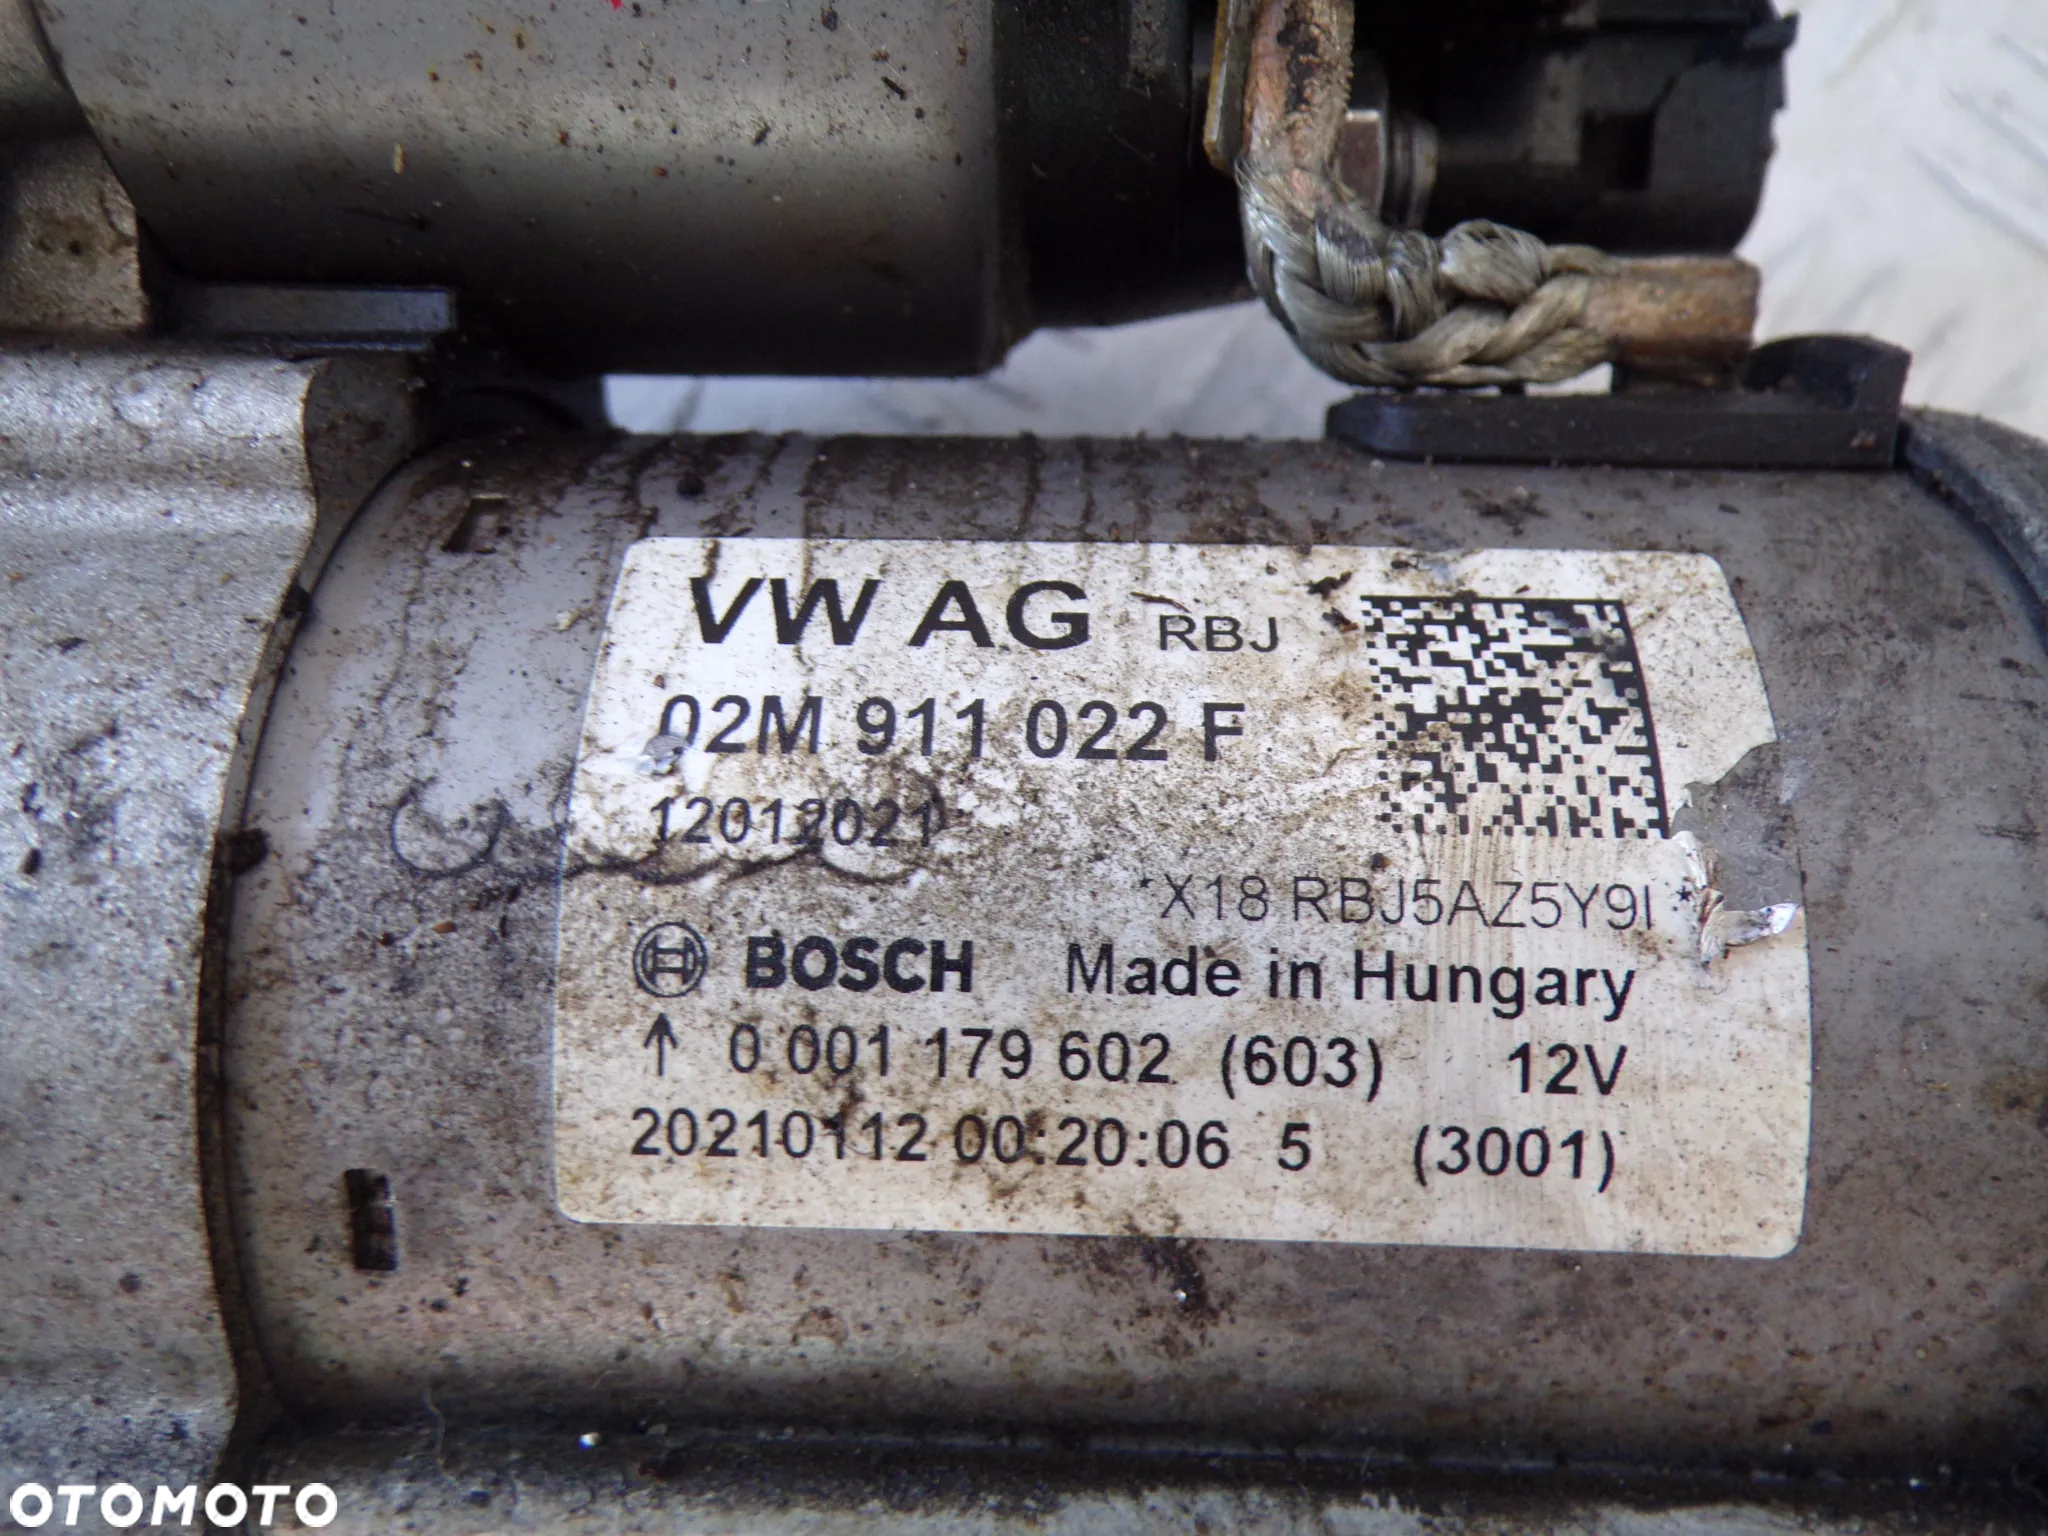 VW AG RBJ
02M 911 022 F
12012021
*X18 RBJ5AZ5Y9I*
BOSCH Made in Hungary
↑ 0 001 179 602 (603) 12V
20210112 00:20:06 5 (3001)
OTOMOTO